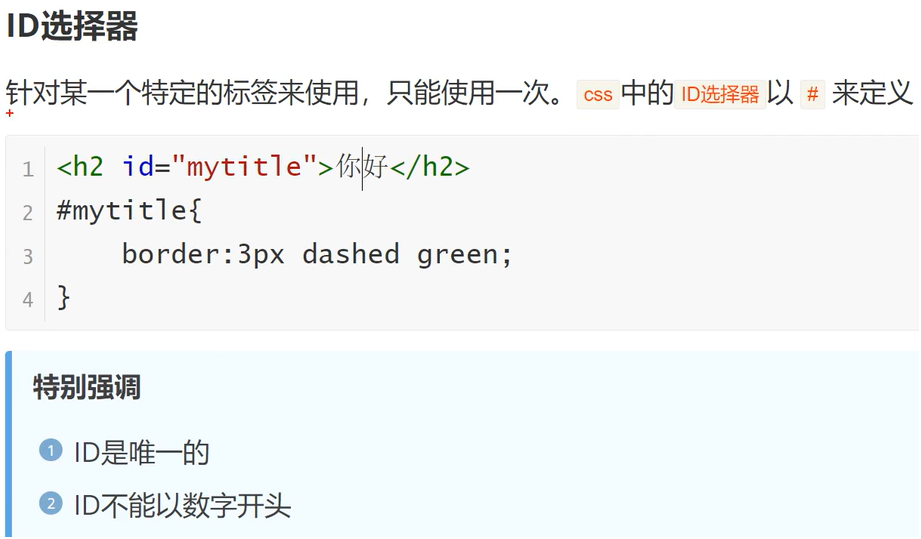 ID选择器
针对某一个特定的标签来使用，只能使用一次。css中的ID选择器以 # 来定义
1 <h2 id="mytitle">你好</h2>
2 #mytitle{
3     border:3px dashed green;
4 }
特别强调
1 ID是唯一的
2 ID不能以数字开头